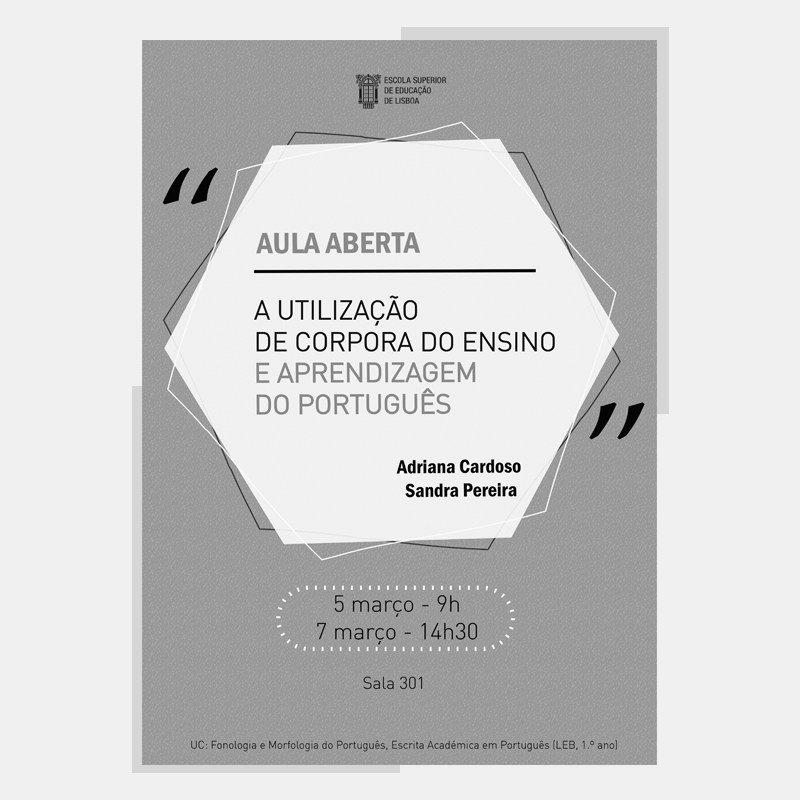 ESCOLA SUPERIOR
DE EDUCAÇÃO
DE LISBOA
“
AULA ABERTA
A UTILIZAÇÃO
DE CORPORA DO ENSINO
E APRENDIZAGEM
DO PORTUGUÊS
”
Adriana Cardoso
Sandra Pereira
5 março - 9h
7 março - 14h30
Sala 301
UC: Fonologia e Morfologia do Português, Escrita Académica em Português (LEB, 1.º ano)